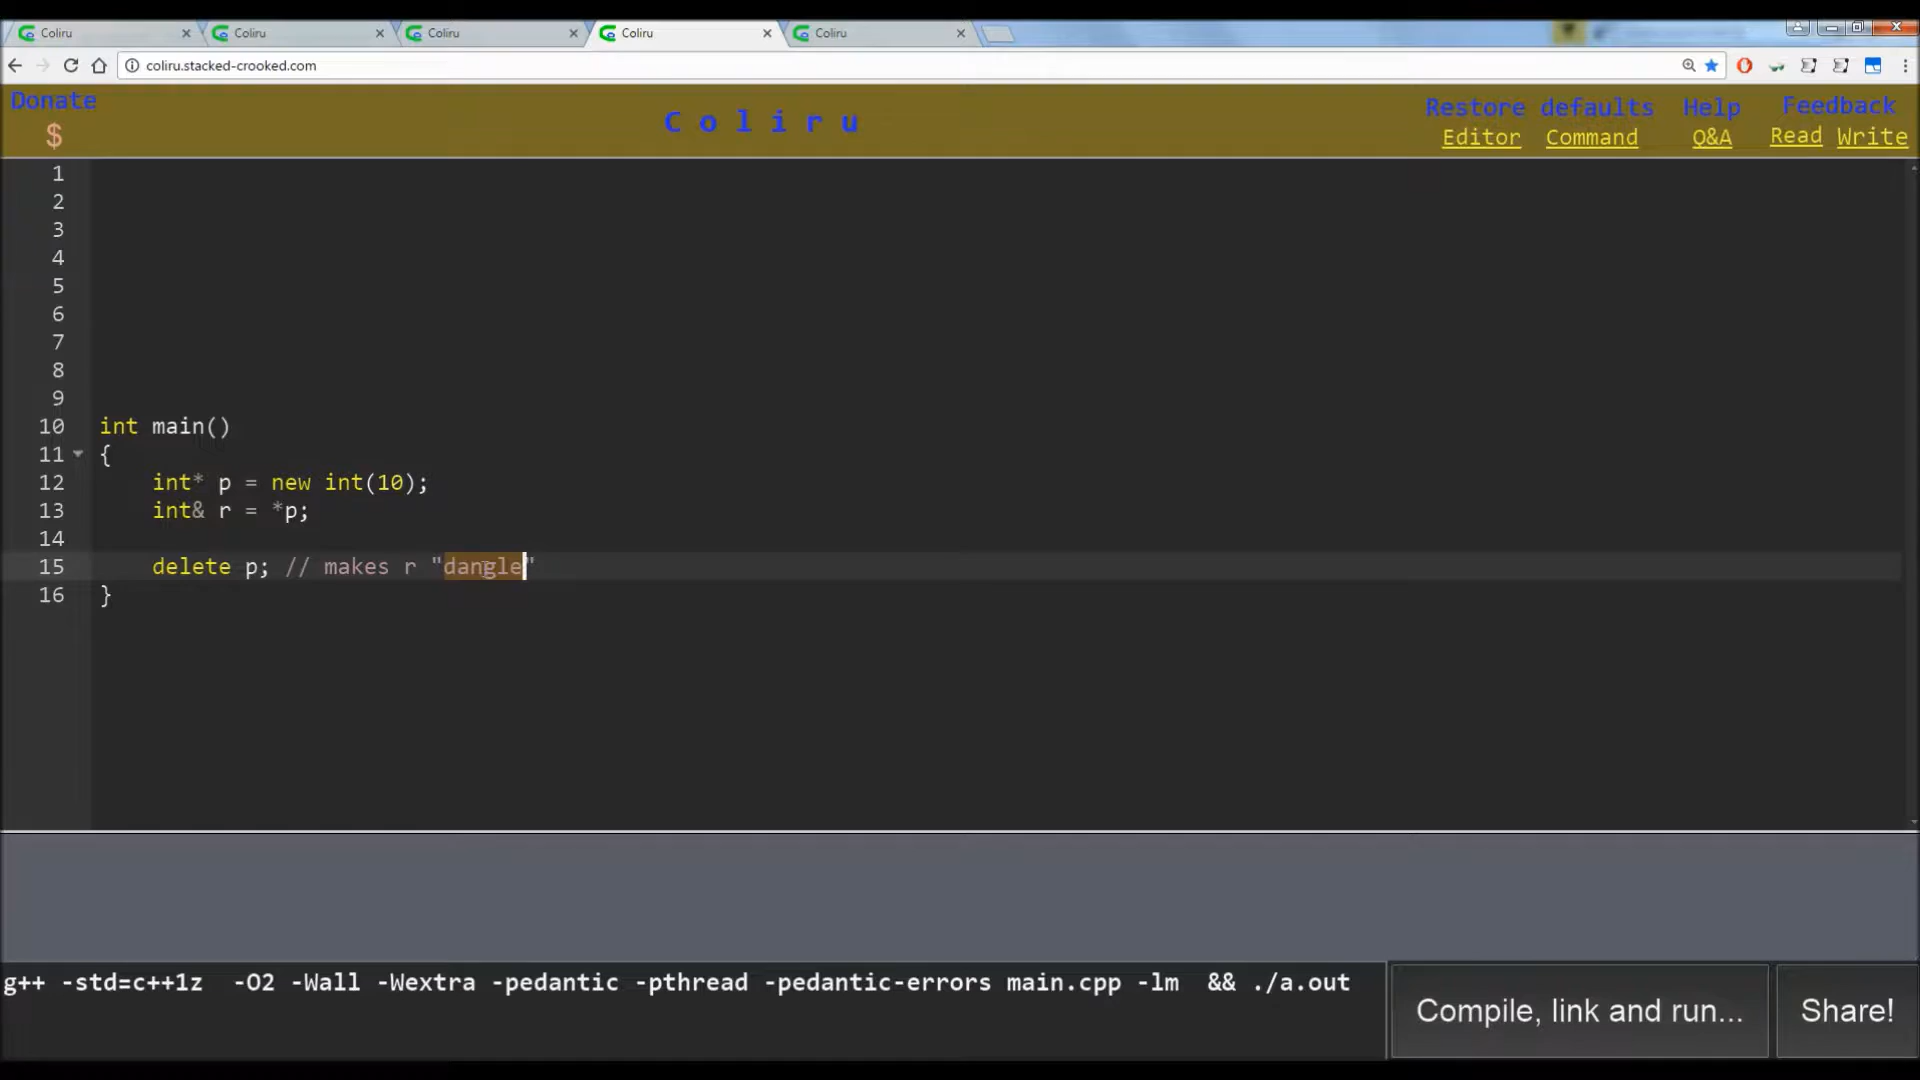 Coliru Coliru Coliru Coliru Coliru
coliru.stacked-crooked.com
Donate
$
Coliru
Restore defaults Help Feedback
Editor Command Q&A Read Write
1
2
3
4
5
6
7
8
9
10 int main()
11 {
12 int* p = new int(10);
13 int& r = *p;
14
15 delete p; // makes r "dangle"
16 }
g++ -std=c++1z -O2 -Wall -Wextra -pedantic -pthread -pedantic-errors main.cpp -lm && ./a.out
Compile, link and run... Share!